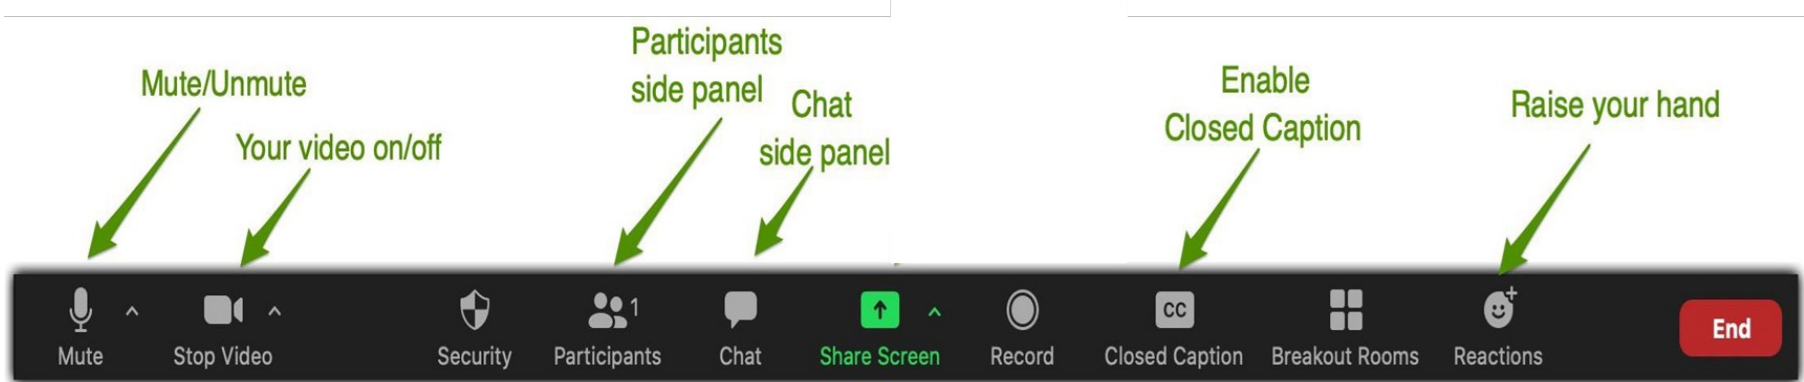 Mute/Unmute
Your video on/off
Participants
side panel
Chat
side panel
Enable
Closed Caption
Raise your hand
Mute
Stop Video
Security
1
Participants
Chat
Share Screen
Record
CC
Closed Caption
Breakout Rooms
Reactions
End